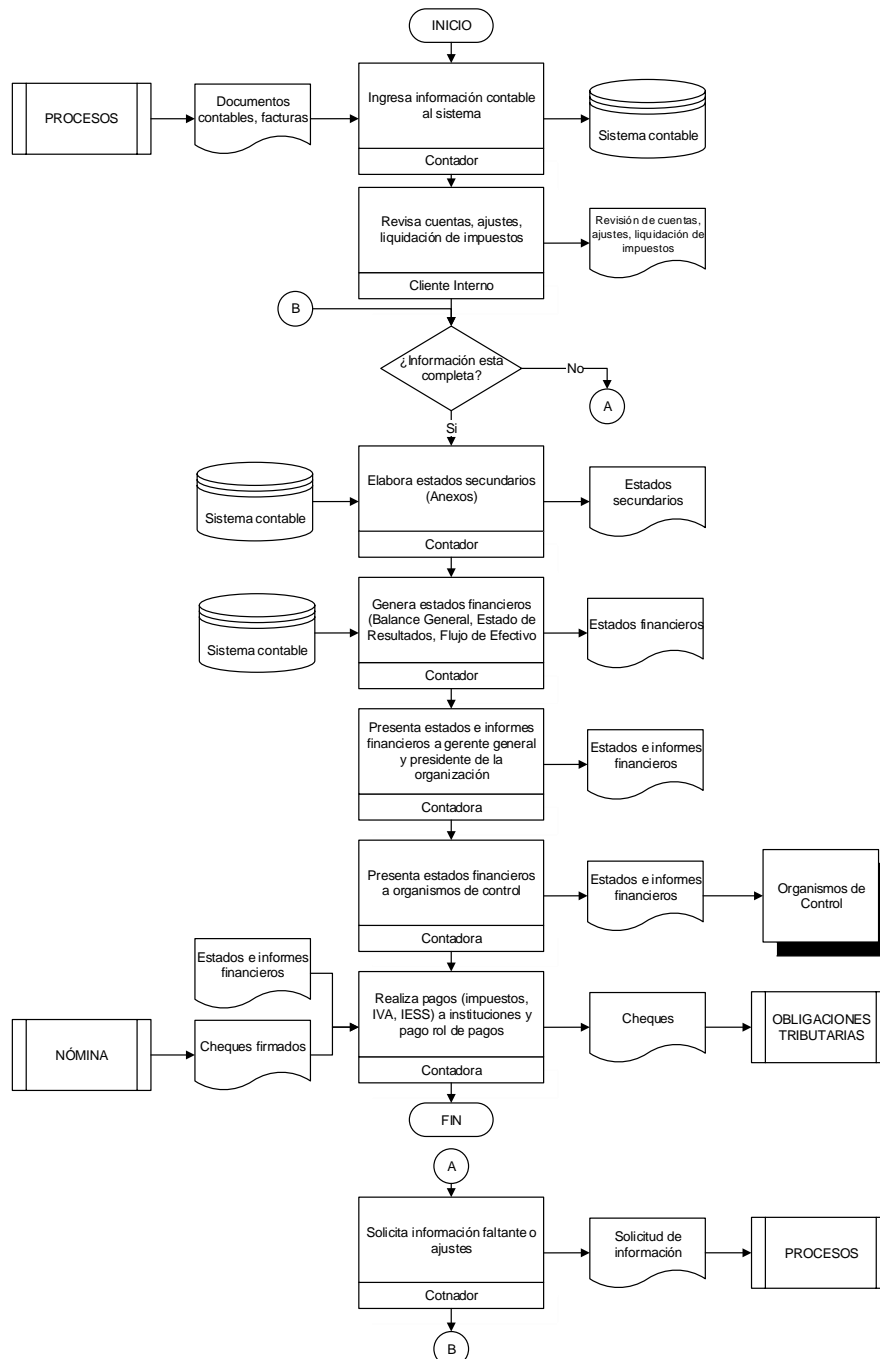 INICIO
PROCESOS
Documentos
contables, facturas
Ingresa información contable
al sistema
Contador
Sistema contable
Revisa cuentas, ajustes,
liquidación de impuestos
Cliente Interno
Revisión de cuentas,
ajustes, liquidación de
impuestos
B
¿Información esta
completa?
No
A
Si
Sistema contable
Elabora estados secundarios
(Anexos)
Contador
Estados
secundarios
Sistema contable
Genera estados financieros
(Balance General, Estado de
Resultados, Flujo de Efectivo
Contador
Estados financieros
Presenta estados e informes
financieros a gerente general
y presidente de la
organización
Contadora
Estados e informes
financieros
Presenta estados financieros
a organismos de control
Contadora
Estados e informes
financieros
Organismos de
Control
Estados e informes
financieros
NÓMINA
Cheques firmados
Realiza pagos (impuestos,
IVA, IESS) a instituciones y
pago rol de pagos
Contadora
Cheques
OBLIGACIONES
TRIBUTARIAS
FIN
A
Solicita información faltante o
ajustes
Cotnador
Solicitud de
información
PROCESOS
B